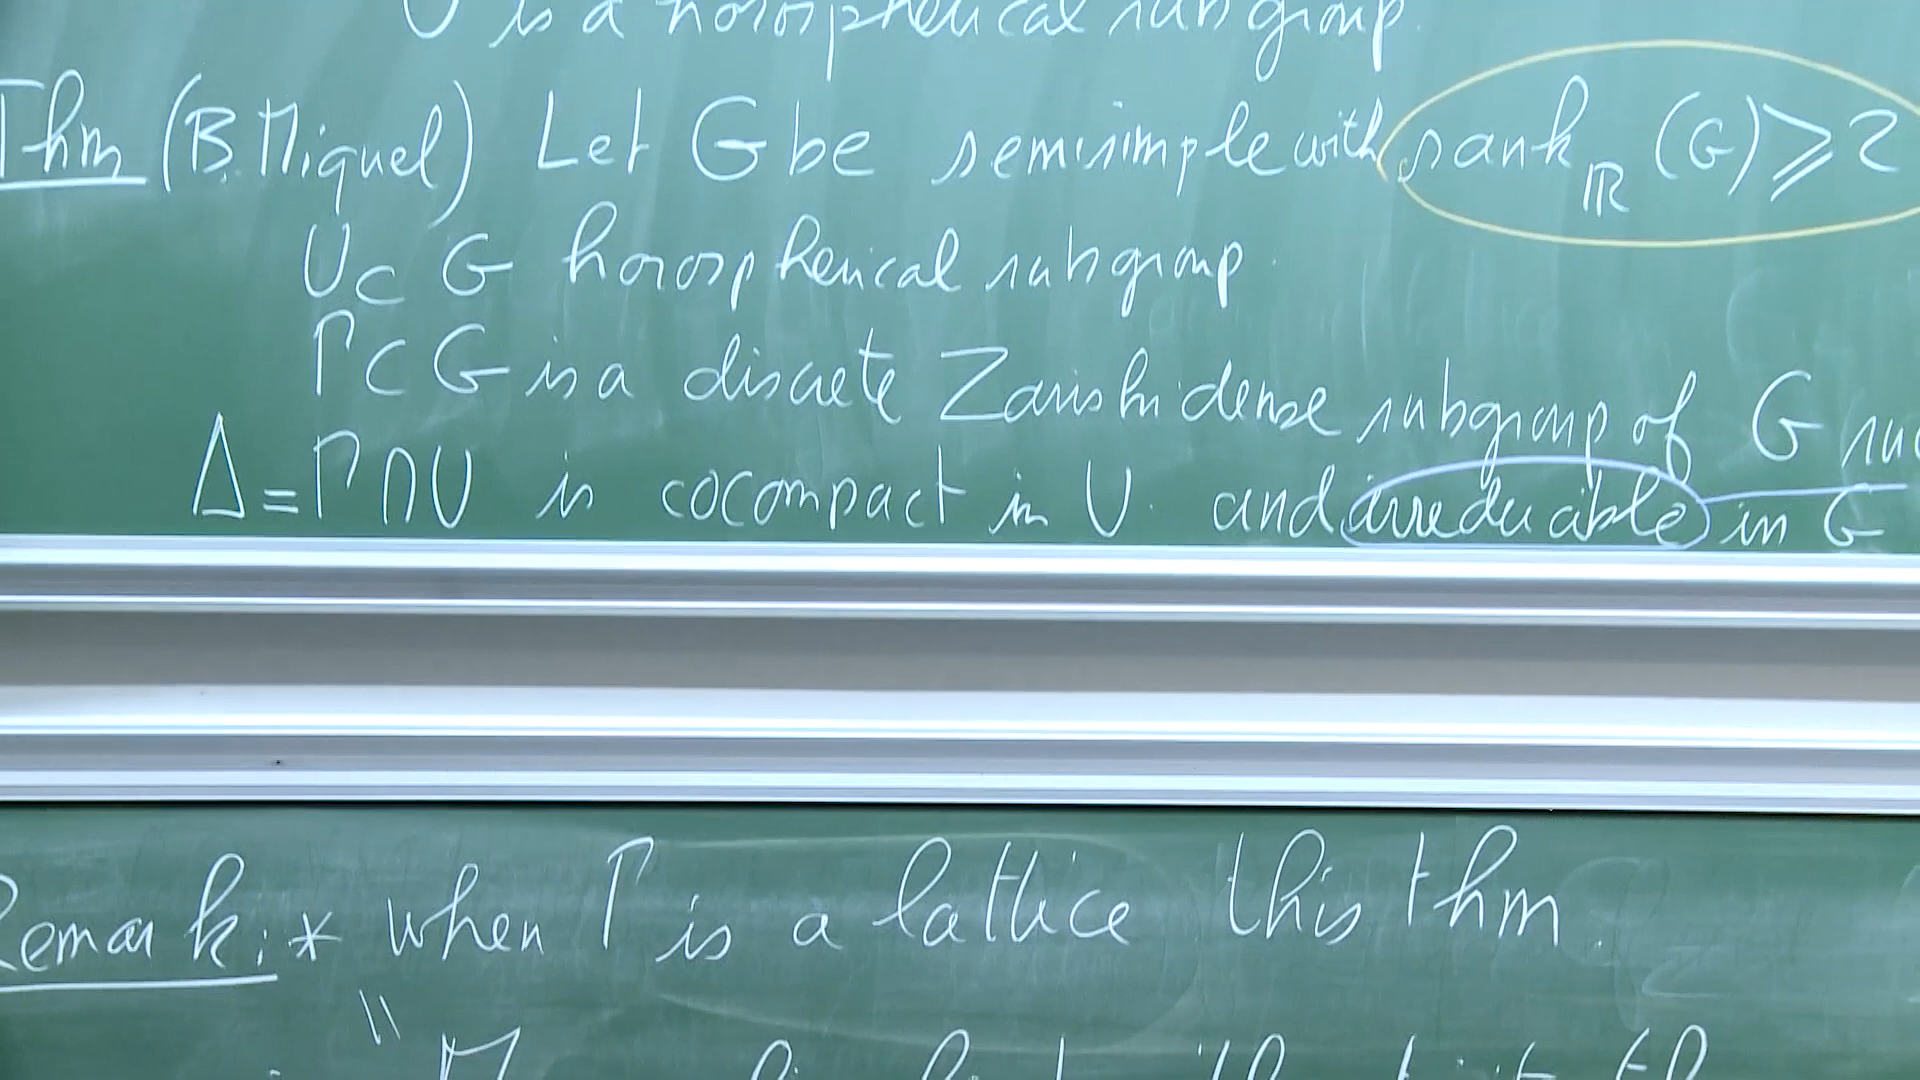 U is a horospherical subgroup.
Thm (B. Miquel) Let G be semisimple with rank_ℝ (G) ⩾ 2
U ⊂ G horospherical subgroup.
Γ ⊂ G is a discrete Zariski dense subgroup of G
Δ = Γ ∩ U is cocompact in U. and irreducible in G
Remark: * when Γ is a lattice this thm